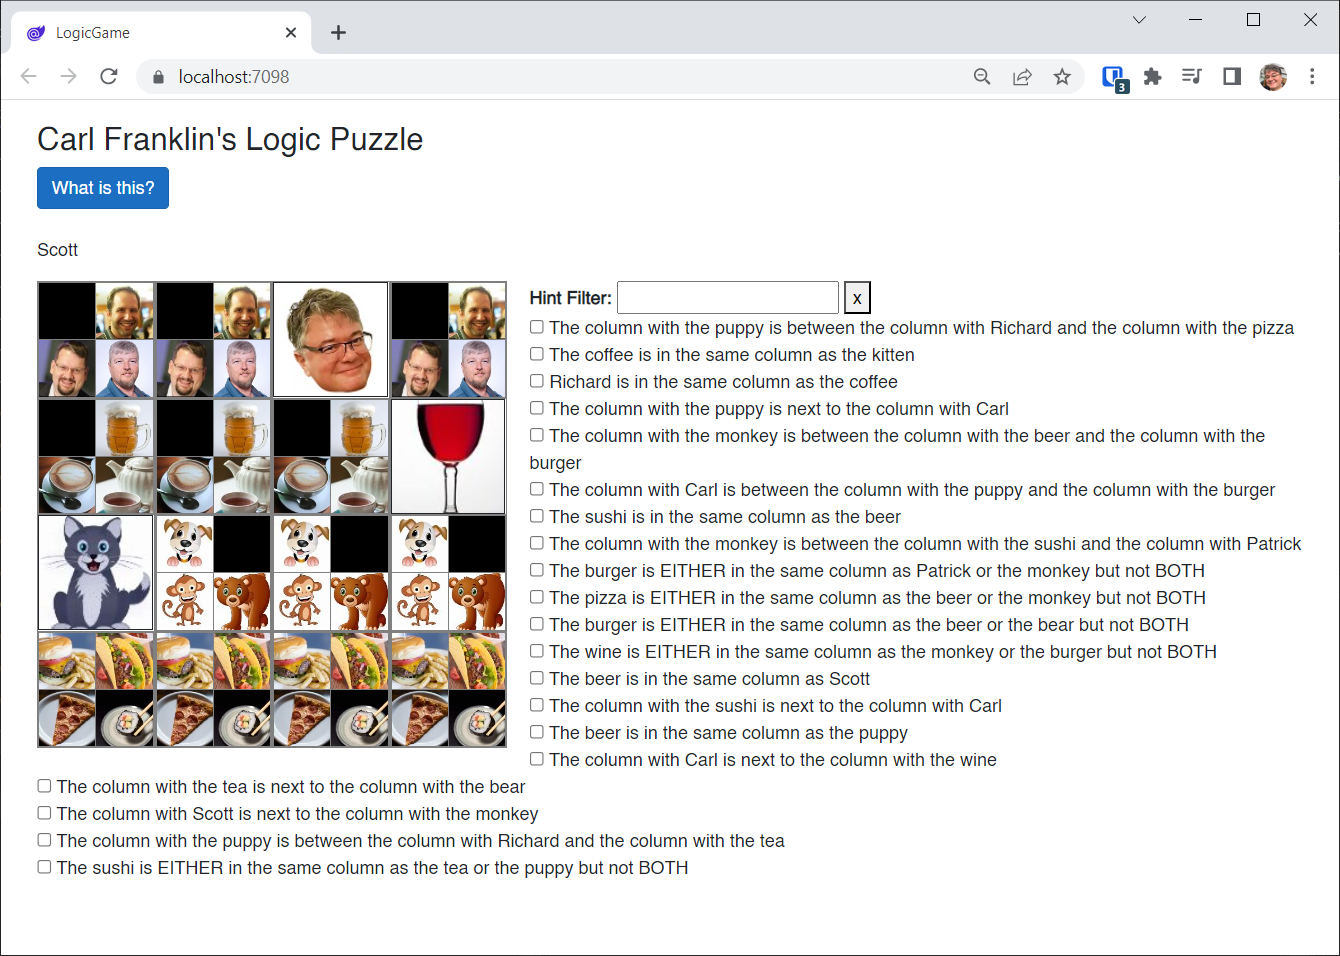 LogicGame
localhost:7098
3
Carl Franklin's Logic Puzzle
What is this?
Scott
Hint Filter:
x
The column with the puppy is between the column with Richard and the column with the pizza
The coffee is in the same column as the kitten
Richard is in the same column as the coffee
The column with the puppy is next to the column with Carl
The column with the monkey is between the column with the beer and the column with the
burger
The column with Carl is between the column with the puppy and the column with the burger
The sushi is in the same column as the beer
The column with the monkey is between the column with the sushi and the column with Patrick
The burger is EITHER in the same column as Patrick or the monkey but not BOTH
The pizza is EITHER in the same column as the beer or the monkey but not BOTH
The burger is EITHER in the same column as the beer or the bear but not BOTH
The wine is EITHER in the same column as the monkey or the burger but not BOTH
The beer is in the same column as Scott
The column with the sushi is next to the column with Carl
The beer is in the same column as the puppy
The column with Carl is next to the column with the wine
The column with the tea is next to the column with the bear
The column with Scott is next to the column with the monkey
The column with the puppy is between the column with Richard and the column with the tea
The sushi is EITHER in the same column as the tea or the puppy but not BOTH